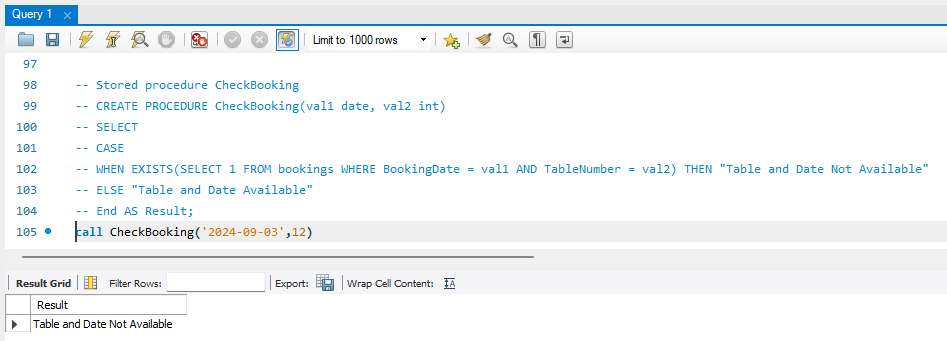 Query 1
Limit to 1000 rows
97
98 -- Stored procedure CheckBooking
99 -- CREATE PROCEDURE CheckBooking(val1 date, val2 int)
100 -- SELECT
101 -- CASE
102 -- WHEN EXISTS(SELECT 1 FROM bookings WHERE BookingDate = val1 AND TableNumber = val2) THEN "Table and Date Not Available"
103 -- ELSE "Table and Date Available"
104 -- End AS Result;
105 call CheckBooking('2024-09-03',12)
Result Grid Filter Rows: Export: Wrap Cell Content:
Result
Table and Date Not Available